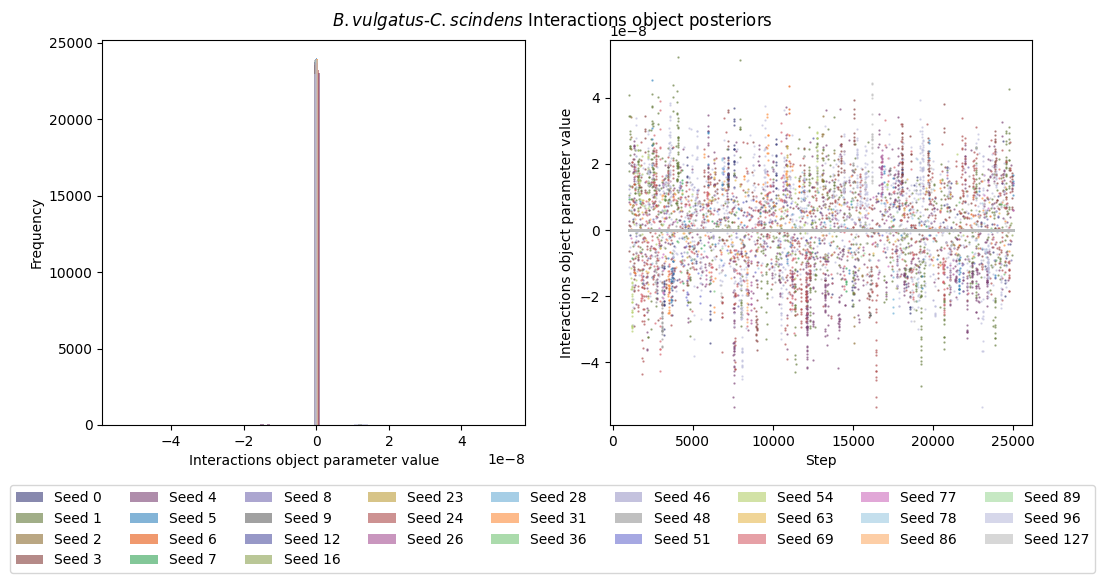 B.vulgatus-C.scindens Interactions object posteriors
25000
20000
15000
10000
5000
0
Frequency
−4 −2 0 2 4
1e−8
Interactions object parameter value
1e−8
4
2
0
−2
−4
Interactions object parameter value
0 5000 10000 15000 20000 25000
Step
Seed 0 Seed 4 Seed 8 Seed 23 Seed 28 Seed 46 Seed 54 Seed 77 Seed 89
Seed 1 Seed 5 Seed 9 Seed 24 Seed 31 Seed 48 Seed 63 Seed 78 Seed 96
Seed 2 Seed 6 Seed 12 Seed 26 Seed 36 Seed 51 Seed 69 Seed 86 Seed 127
Seed 3 Seed 7 Seed 16